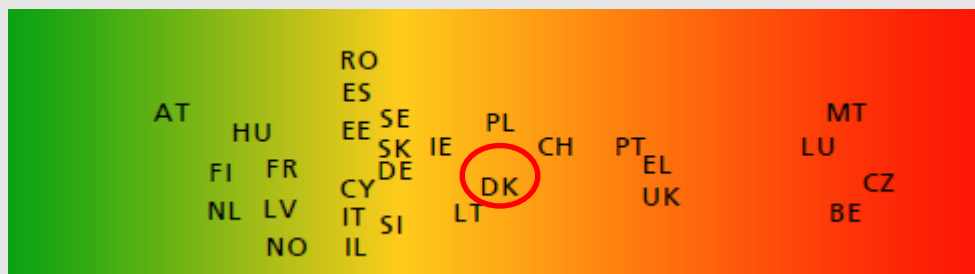 RO
ES
AT
MT
SE
PL
EE
HU
SK
IE
CH
PT
LU
EL
FI
FR
DE
CZ
CY
DK
UK
NL
LV
IT
LT
BE
SI
NO
IL